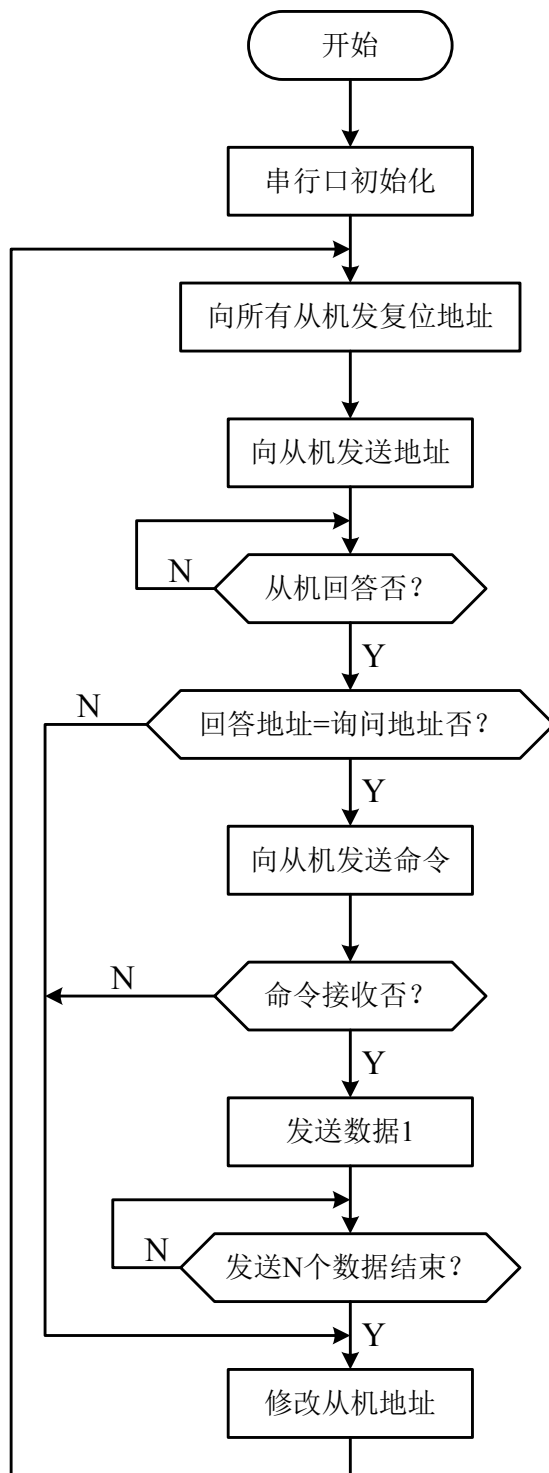 开始
串行口初始化
向所有从机发复位地址
向从机发送地址
N
从机回答否？
Y
N
回答地址=询问地址否？
Y
向从机发送命令
N
命令接收否？
Y
发送数据1
N
发送N个数据结束？
Y
修改从机地址